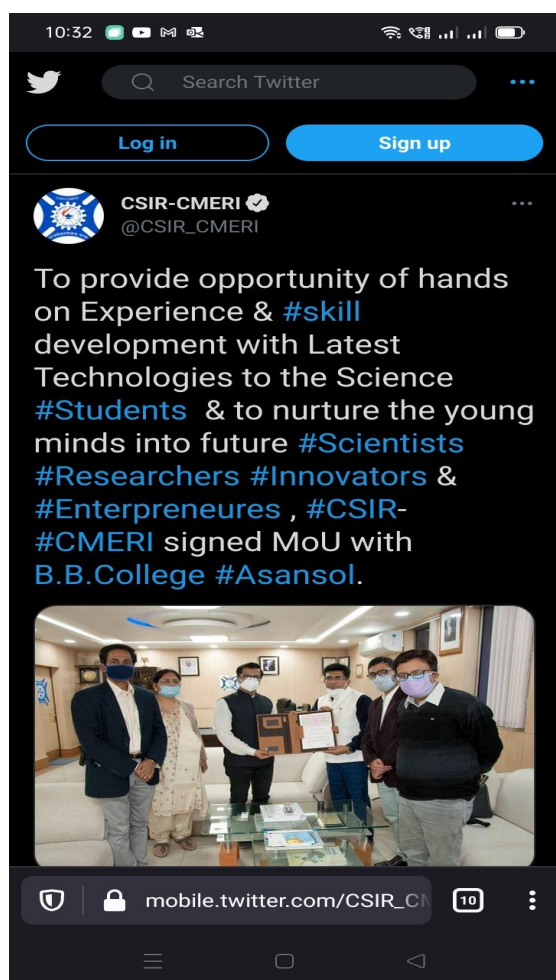 10:32
Search Twitter
Log in
Sign up
CSIR-CMERI
@CSIR_CMERI
To provide opportunity of hands
on Experience & #skill
development with Latest
Technologies to the Science
#Students & to nurture the young
minds into future #Scientists
#Researchers #Innovators &
#Enterpreneures , #CSIR-
#CMERI signed MoU with
B.B.College #Asansol.
mobile.twitter.com/CSIR_CM
10